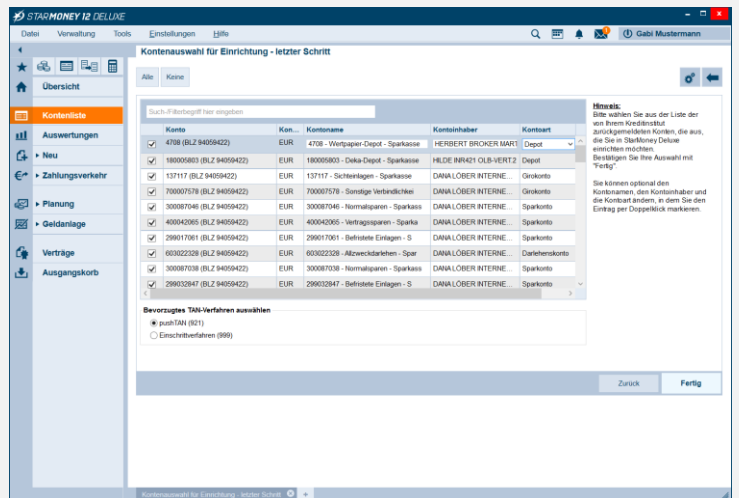 STARMONEY 12 DELUXE
Datei Verwaltung Tools Einstellungen Hilfe
Gabi Mustermann
Kontenauswahl für Einrichtung - letzter Schritt
Alle Keine
Übersicht
Kontenliste
Auswertungen
Neu
Zahlungsverkehr
Planung
Geldanlage
Verträge
Ausgangskorb
Such-/Filterbegriff hier eingeben
Konto Kon... Kontoname Kontoinhaber Kontoart
4708 (BLZ 94059422) EUR 4708 - Wertpapier-Depot - Sparkasse HERBERT BROKER MART Depot
180005803 (BLZ 94059422) EUR 180005803 - Deka-Depot - Sparkasse HILDE INR421 OLB-VERT.2 Depot
137117 (BLZ 94059422) EUR 137117 - Sichteinlagen - Sparkasse DANA LÖBER INTERNE... Girokonto
700007578 (BLZ 94059422) EUR 700007578 - Sonstige Verbindlichkei DANA LÖBER INTERNE... Girokonto
300087046 (BLZ 94059422) EUR 300087046 - Normalsparen - Sparkass DANA LÖBER INTERNE... Sparkonto
400042065 (BLZ 94059422) EUR 400042065 - Vertragssparen - Sparka DANA LÖBER INTERNE... Sparkonto
299017061 (BLZ 94059422) EUR 299017061 - Befristete Einlagen - S DANA LÖBER INTERNE... Sparkonto
603022328 (BLZ 94059422) EUR 603022328 - Allzweckdarlehen - Spar DANA LÖBER INTERNE... Darlehenskonto
300087038 (BLZ 94059422) EUR 300087038 - Normalsparen - Sparkass DANA LÖBER INTERNE... Sparkonto
299032847 (BLZ 94059422) EUR 299032847 - Befristete Einlagen - S DANA LÖBER INTERNE... Sparkonto
Bevorzugtes TAN-Verfahren auswählen
pushTAN (921)
Einschrittverfahren (999)
Hinweis:
Bitte wählen Sie aus der Liste der
von Ihrem Kreditinstitut
zurückgemeldeten Konten, die aus,
die Sie in StarMoney Deluxe
einrichten möchten.
Bestätigen Sie Ihre Auswahl mit
"Fertig".
Sie können optional den
Kontonamen, den Kontoinhaber und
die Kontoart ändern, in dem Sie den
Eintrag per Doppelklick markieren.
Zurück Fertig
Kontenauswahl für Einrichtung - letzter Schritt